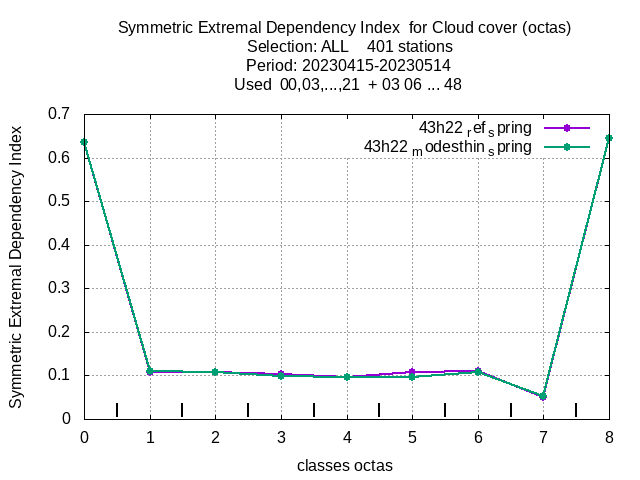 Symmetric Extremal Dependency Index  for Cloud cover (octas)
Selection: ALL    401 stations
Period: 20230415-20230514
Used  00,03,...,21  + 03 06 ... 48
43h22 ref spring
43h22 modesthin spring
Symmetric Extremal Dependency Index
0.7
0.6
0.5
0.4
0.3
0.2
0.1
0
0 1 2 3 4 5 6 7 8
classes octas